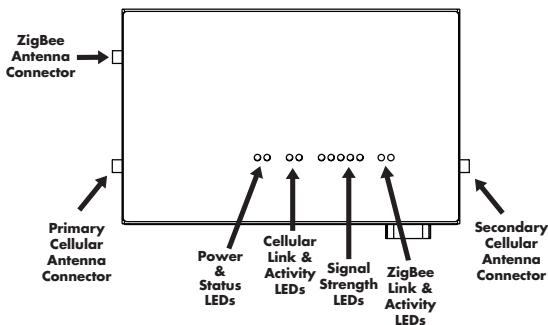 ZigBee
Antenna
Connector
Primary
Cellular
Antenna
Connector
Power
&
Status
LEDs
Cellular
Link &
Activity
LEDs
Signal
Strength
LEDs
ZigBee
Link &
Activity
LEDs
Secondary
Cellular
Antenna
Connector